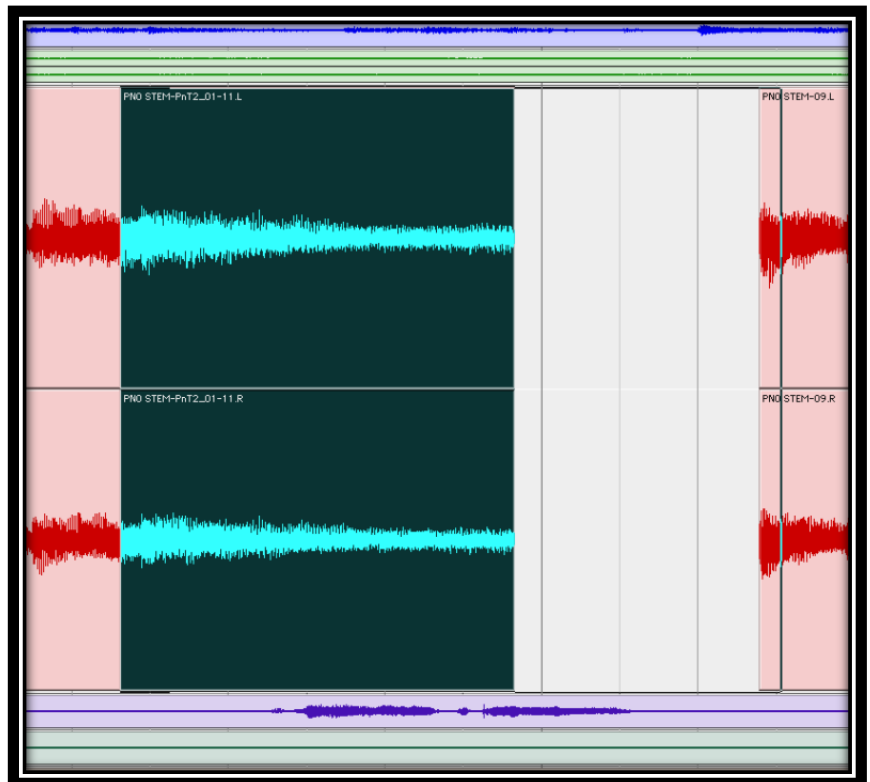 PNO STEM-PnT2_01-11.L
PNO STEM-09.L
PNO STEM-PnT2_01-11.R
PNO STEM-09.R